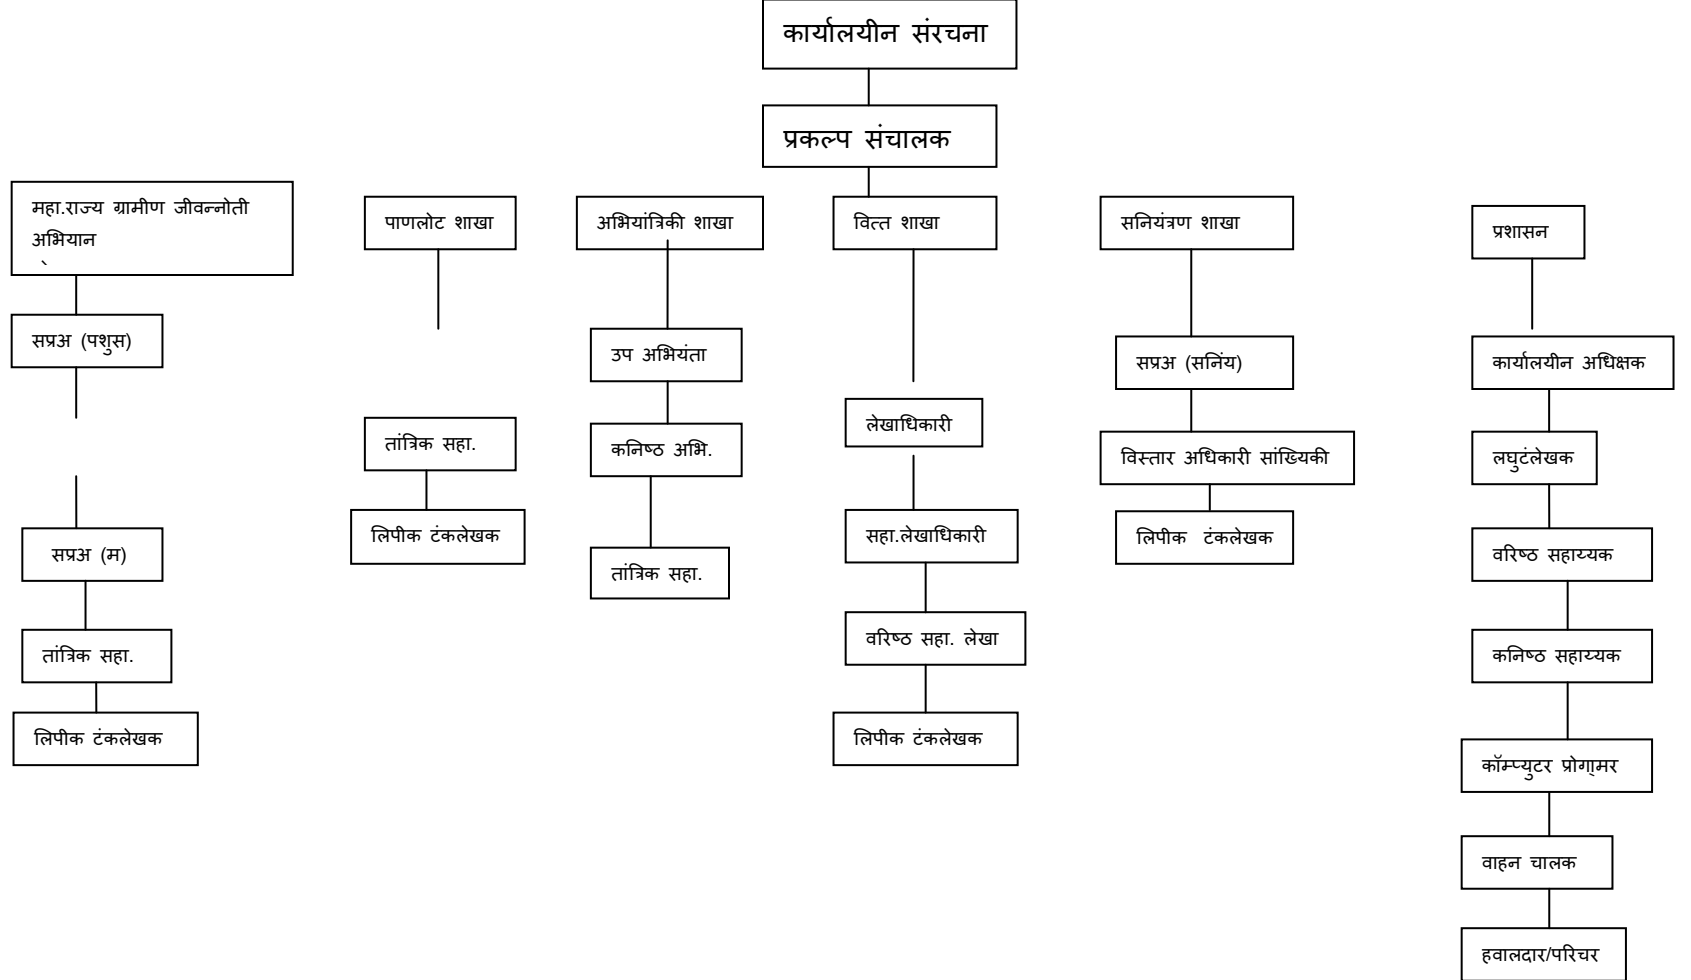 कार्यालयीन संरचना
प्रकल्प संचालक
महा.राज्य ग्रामीण जीवन्नोती
अभियान
सप्रअ (पशुस)
सप्रअ (म)
तांत्रिक सहा.
लिपीक टंकलेखक
पाणलोट शाखा
तांत्रिक सहा.
लिपीक टंकलेखक
अभियांत्रिकी शाखा
उप अभियंता
कनिष्ठ अभि.
तांत्रिक सहा.
वित्त शाखा
लेखाधिकारी
सहा.लेखाधिकारी
वरिष्ठ सहा. लेखा
लिपीक टंकलेखक
सनियंत्रण शाखा
सप्रअ (सनिंय)
विस्तार अधिकारी सांख्यिकी
लिपीक टंकलेखक
प्रशासन
कार्यालयीन अधिक्षक
लघुटंलेखक
वरिष्ठ सहाय्यक
कनिष्ठ सहाय्यक
कॉम्प्युटर प्रोगा्मर
वाहन चालक
हवालदार/परिचर